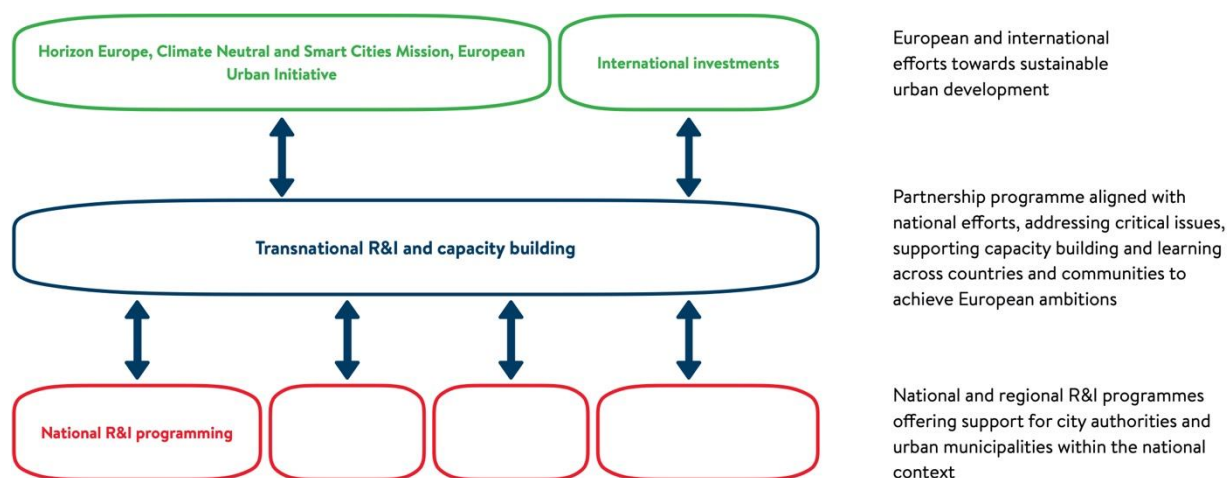 Horizon Europe, Climate Neutral and Smart Cities Mission, European
Urban Initiative
International investments
European and international
efforts towards sustainable
urban development
Transnational R&I and capacity building
Partnership programme aligned with
national efforts, addressing critical issues,
supporting capacity building and learning
across countries and communities to
achieve European ambitions
National R&I programming
National and regional R&I programmes
offering support for city authorities and
urban municipalities within the national
context